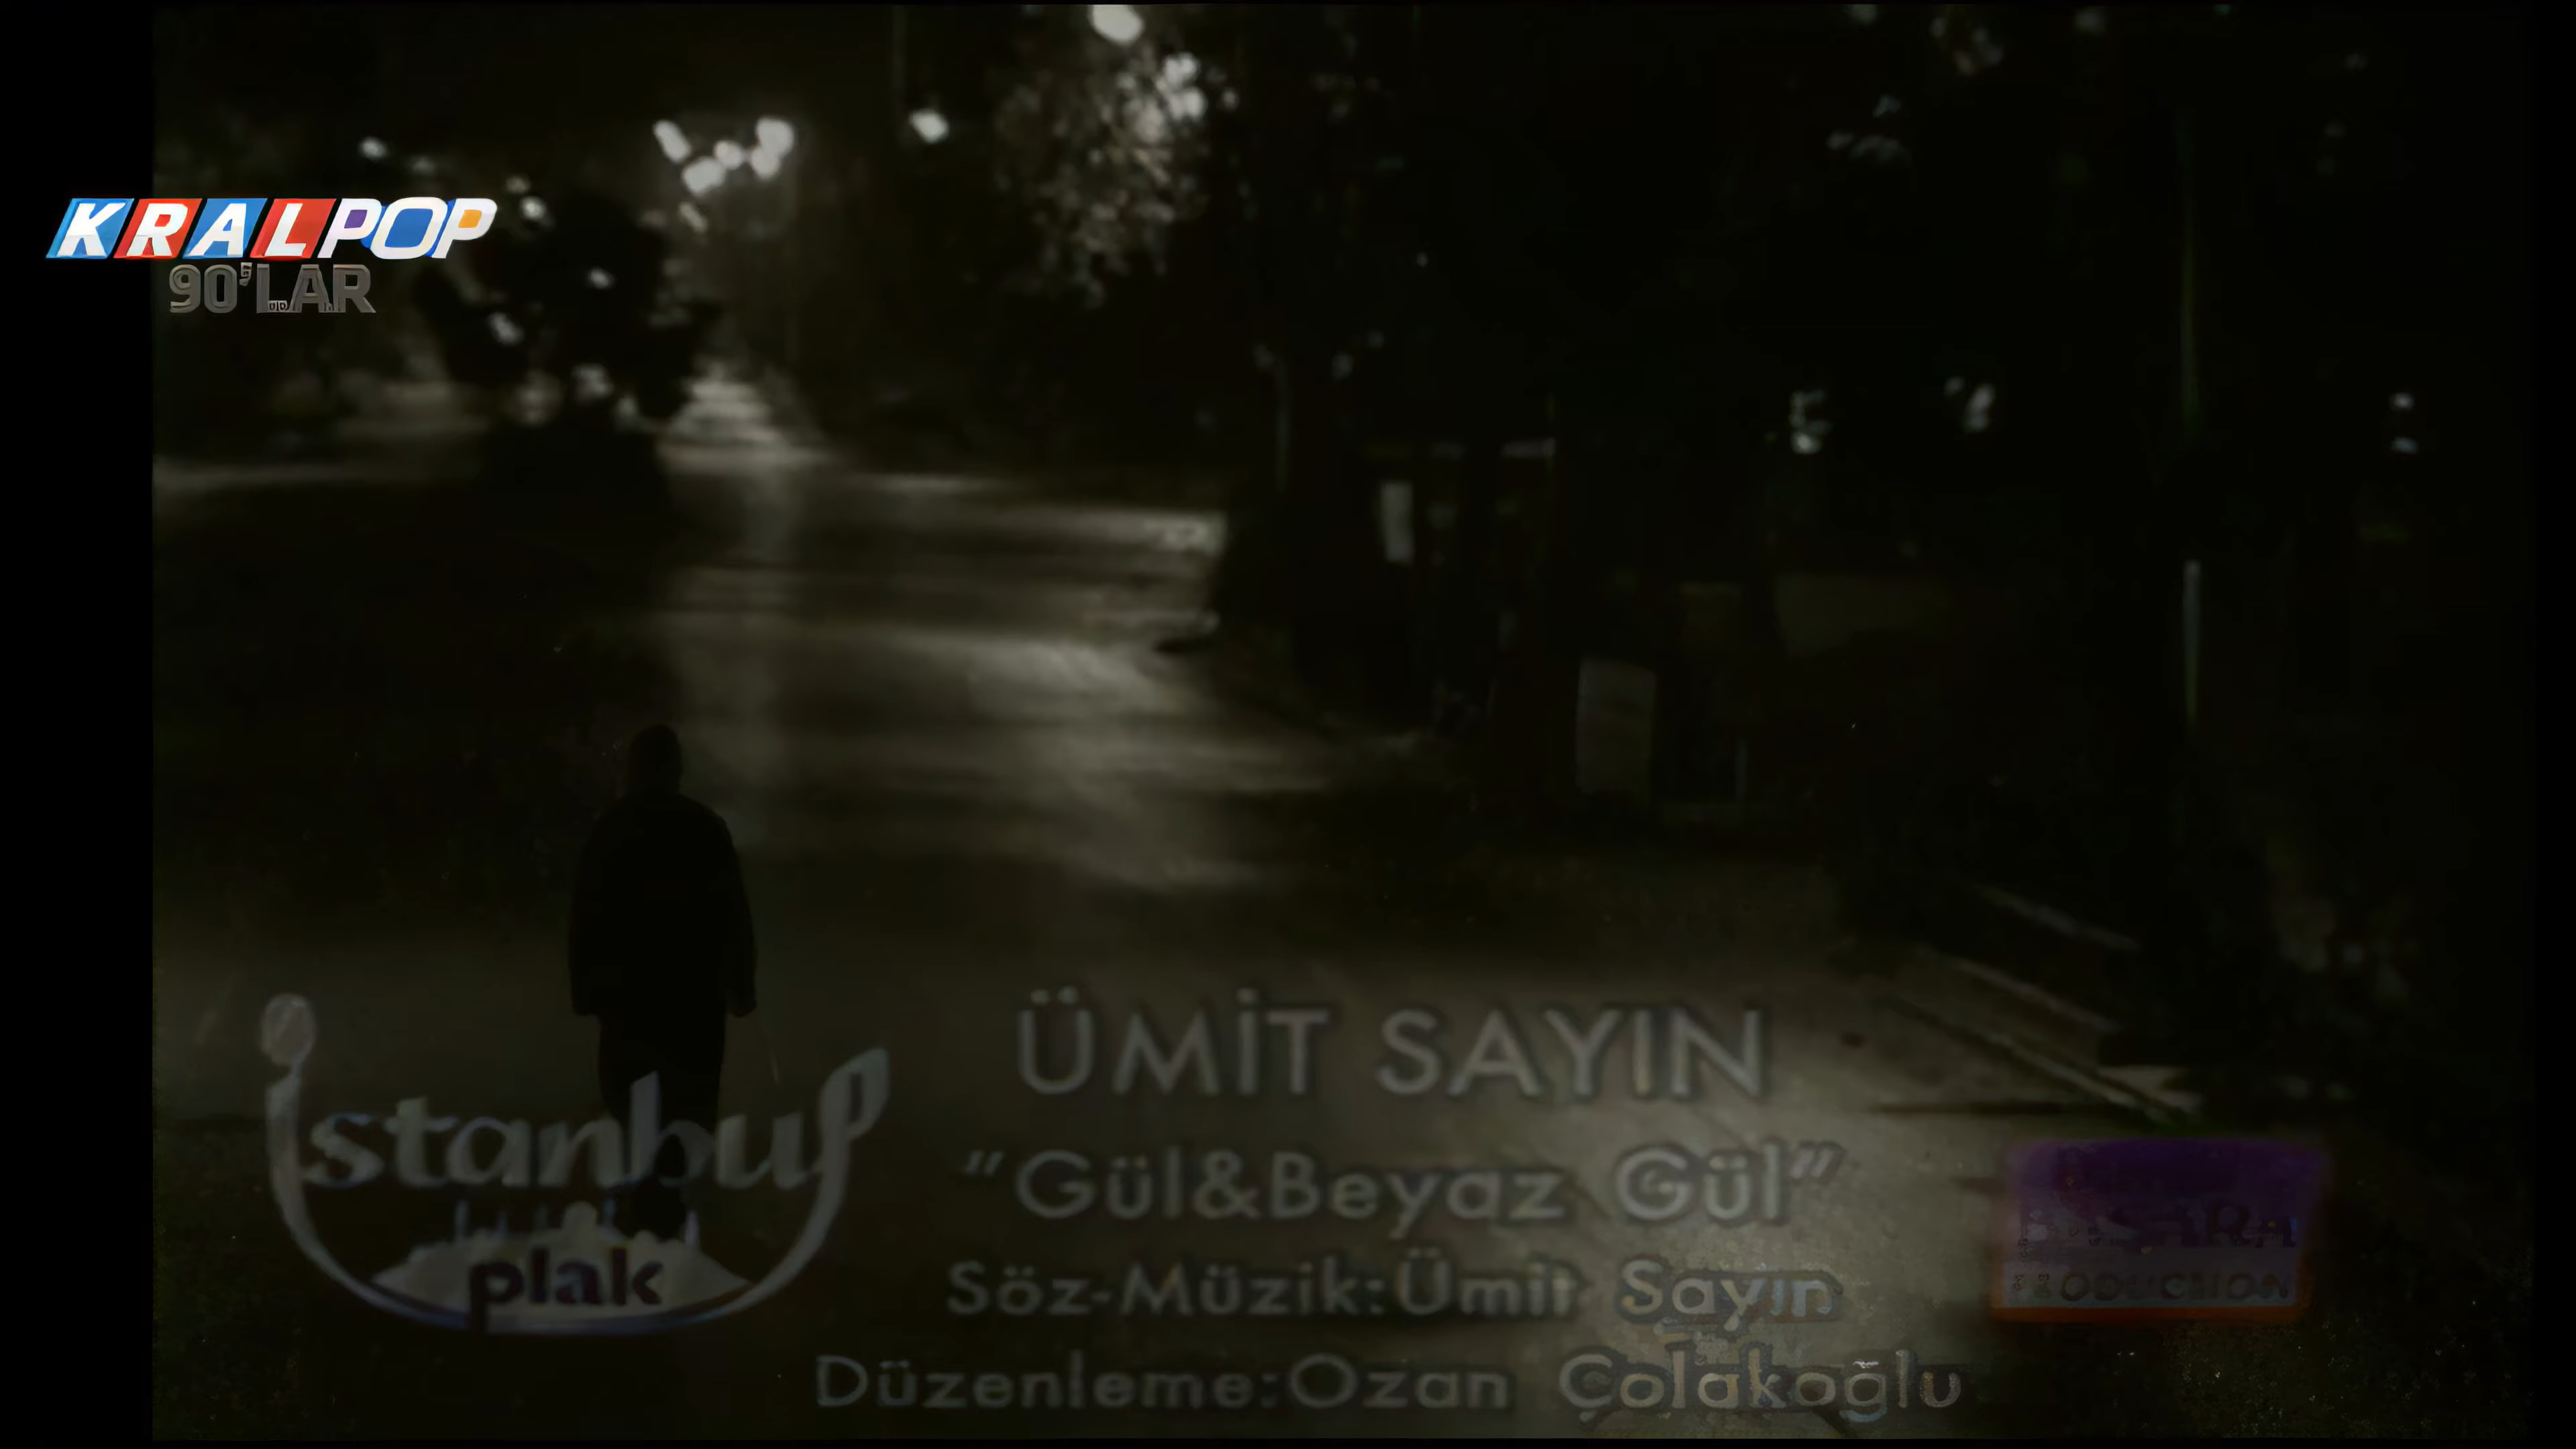 KRALPOP
90'LAR
ÜMİT SAYIN
"Gül&Beyaz Gül"
Söz-Müzik:Ümit Sayın
Düzenleme:Ozan Çolakoğlu
istanbul
plak